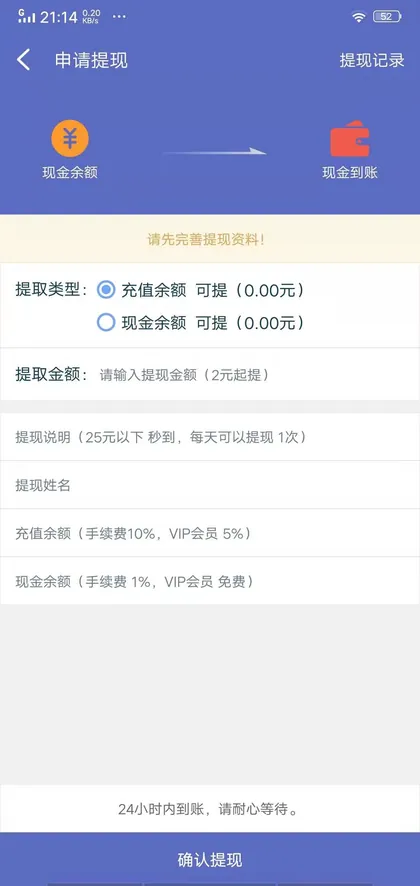 G 21:14 0.20 KB/s ... 52
申请提现 提现记录
¥
现金余额 现金到账
请先完善提现资料！
提取类型： 充值余额 可提（0.00元）
现金余额 可提（0.00元）
提取金额： 请输入提现金额（2元起提）
提现说明（25元以下 秒到，每天可以提现 1次）
提现姓名
充值余额（手续费10%，VIP会员 5%）
现金余额（手续费 1%，VIP会员 免费）
24小时内到账，请耐心等待。
确认提现